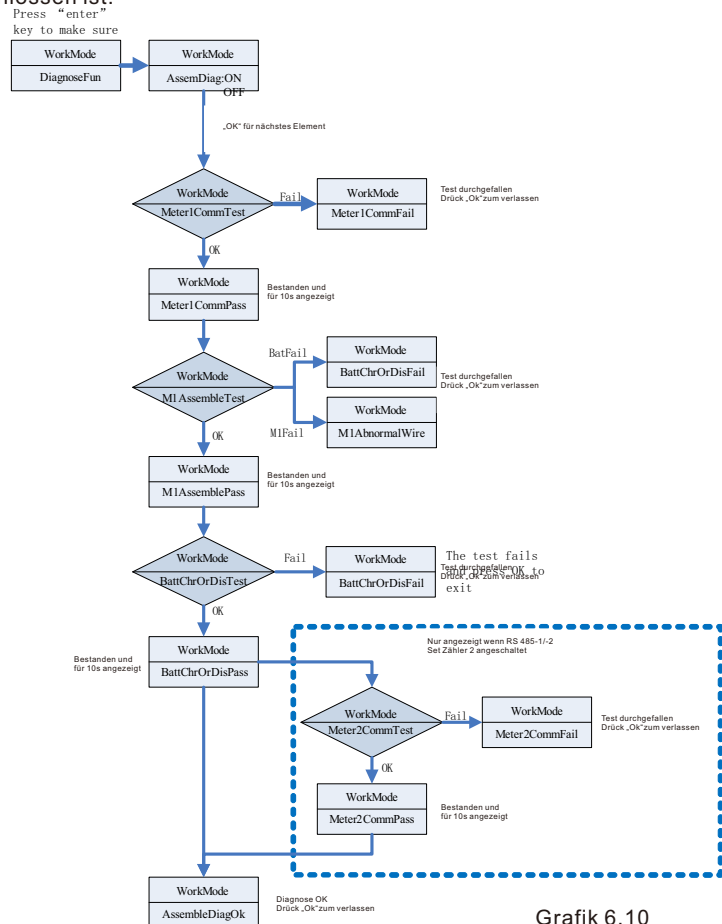 Press “enter”
key to make sure
WorkMode
DiagnoseFun
WorkMode
AssemDiag:ON
OFF
„OK“ für nächstes Element
WorkMode
Meter1CommTest
Fail
WorkMode
Meter1CommFail
Test durchgefallen
Drück „Ok“zum verlassen
OK
WorkMode
Meter1CommPass
Bestanden und
für 10s angezeigt
WorkMode
M1AssembleTest
BatFail
WorkMode
BattChrOrDisFail
Test durchgefallen
Drück „Ok“zum verlassen
M1Fail
WorkMode
M1AbnormalWire
OK
WorkMode
M1AssemblePass
Bestanden und
für 10s angezeigt
WorkMode
BattChrOrDisTest
Fail
WorkMode
BattChrOrDisFail
The test fails
and press OK to
exit
Test durchgefallen
Drück „Ok“zum verlassen
OK
WorkMode
BattChrOrDisPass
Bestanden und
für 10s angezeigt
Nur angezeigt wenn RS 485-1/-2
Set Zähler 2 angeschaltet
WorkMode
Meter2CommTest
Fail
WorkMode
Meter2CommFail
Test durchgefallen
Drück „Ok“zum verlassen
OK
WorkMode
Meter2CommPass
Bestanden und
für 10s angezeigt
WorkMode
AssembleDiagOk
Diagnose OK
Drück „Ok“zum verlassen
Grafik 6.10